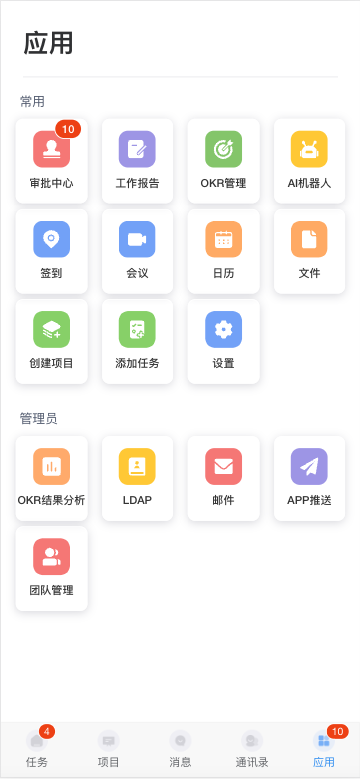 应用
常用
10
审批中心 工作报告 OKR管理 AI机器人
签到 会议 日历 文件
创建项目 添加任务 设置
管理员
OKR结果分析 LDAP 邮件 APP推送
团队管理
4 10
任务 项目 消息 通讯录 应用